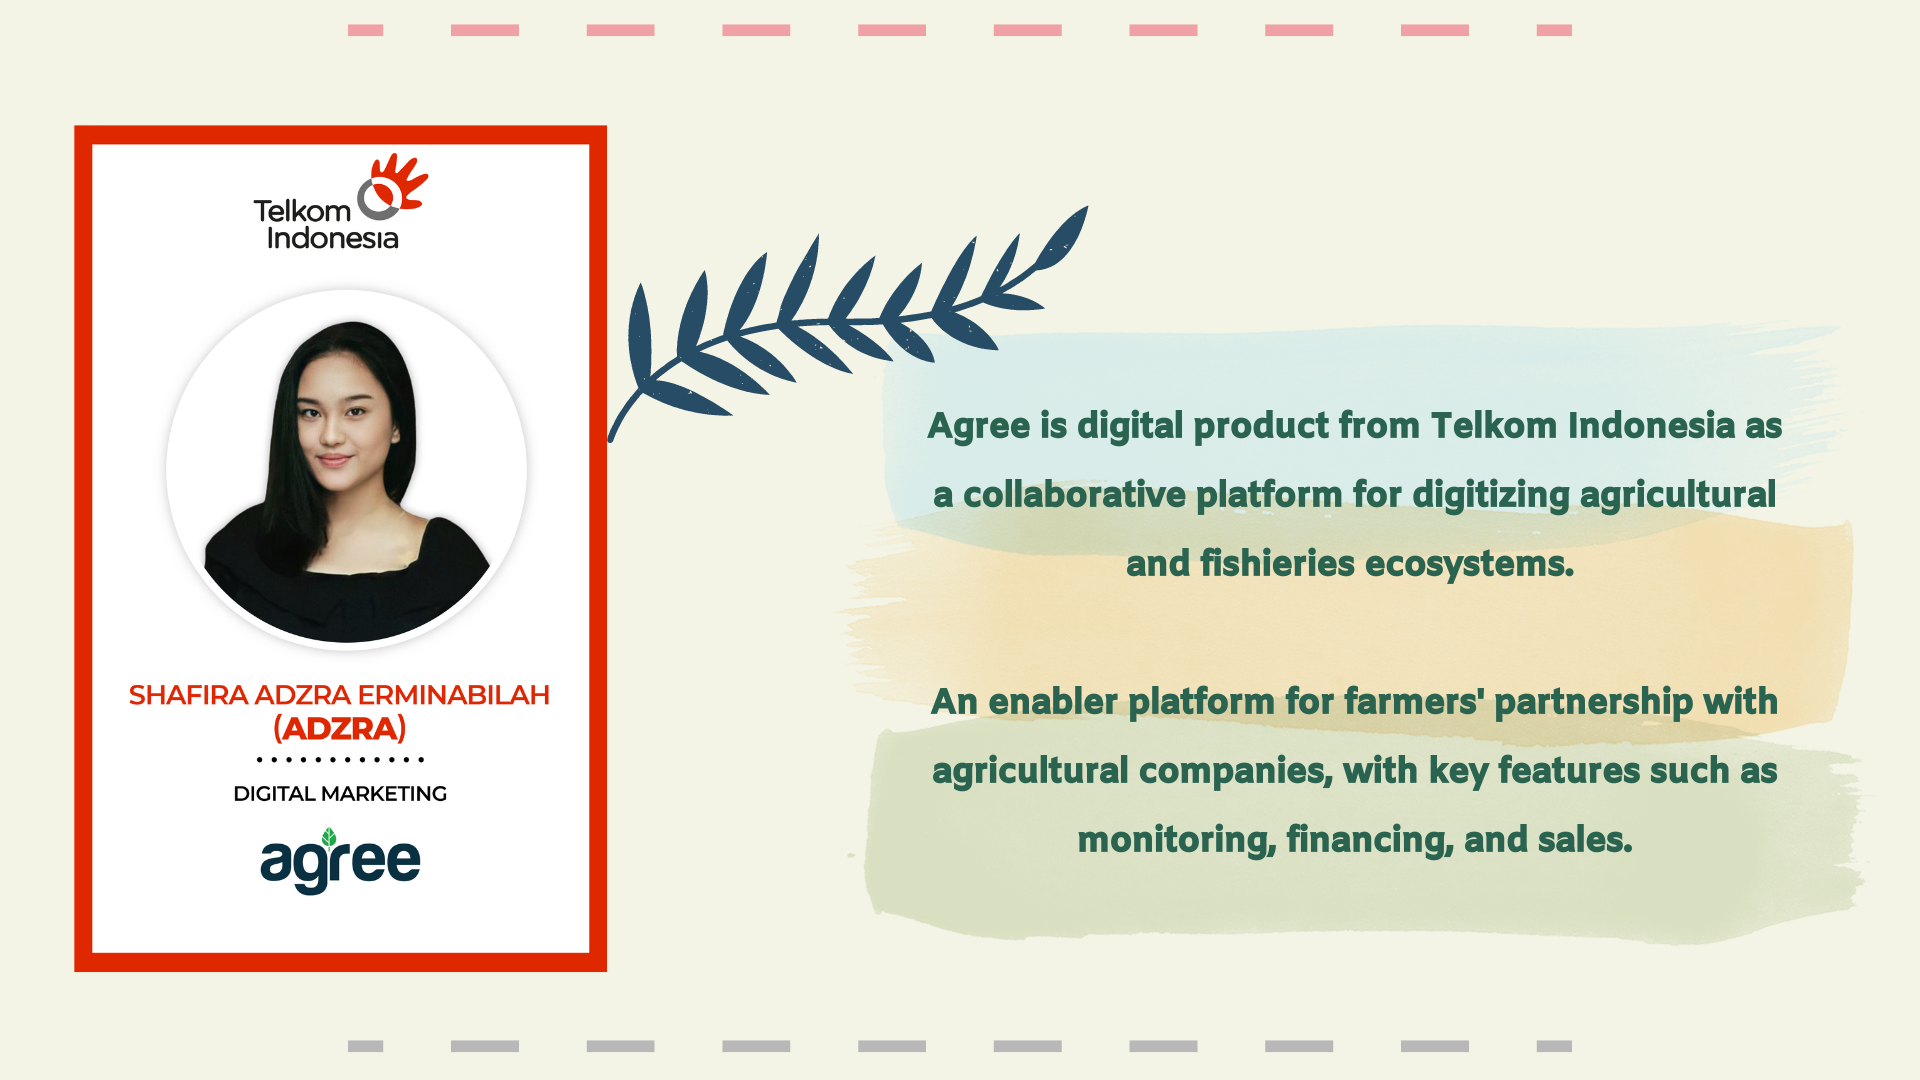 Telkom
Indonesia
SHAFIRA ADZRA ERMINABILAH
(ADZRA)
DIGITAL MARKETING
agree
Agree is digital product from Telkom Indonesia as
a collaborative platform for digitizing agricultural
and fishieries ecosystems.
An enabler platform for farmers' partnership with
agricultural companies, with key features such as
monitoring, financing, and sales.